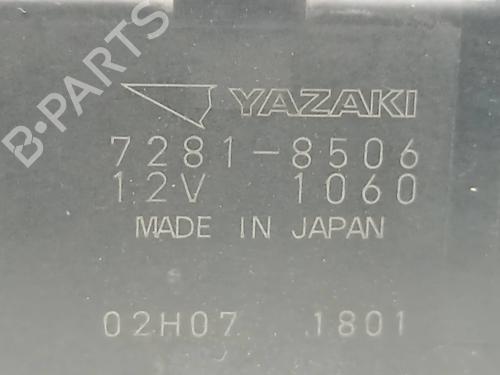 B-PARTS
YAZAKI
7281-8506
12V 1060
MADE IN JAPAN
02H07 1801